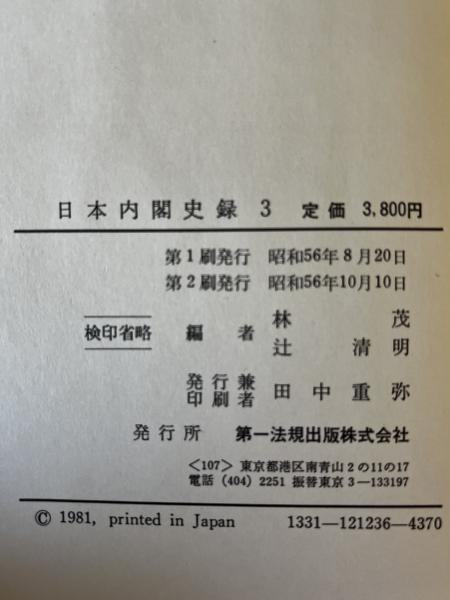 日本内閣史録 3 定価 3,800円
第1刷発行 昭和56年8月20日
第2刷発行 昭和56年10月10日
検印省略 編者 林茂
辻清明
発行兼印刷者 田中重弥
発行所 第一法規出版株式会社
<107> 東京都港区南青山2の11の17
電話 (404) 2251 振替東京3—133197
© 1981, printed in Japan 1331—121236—4370